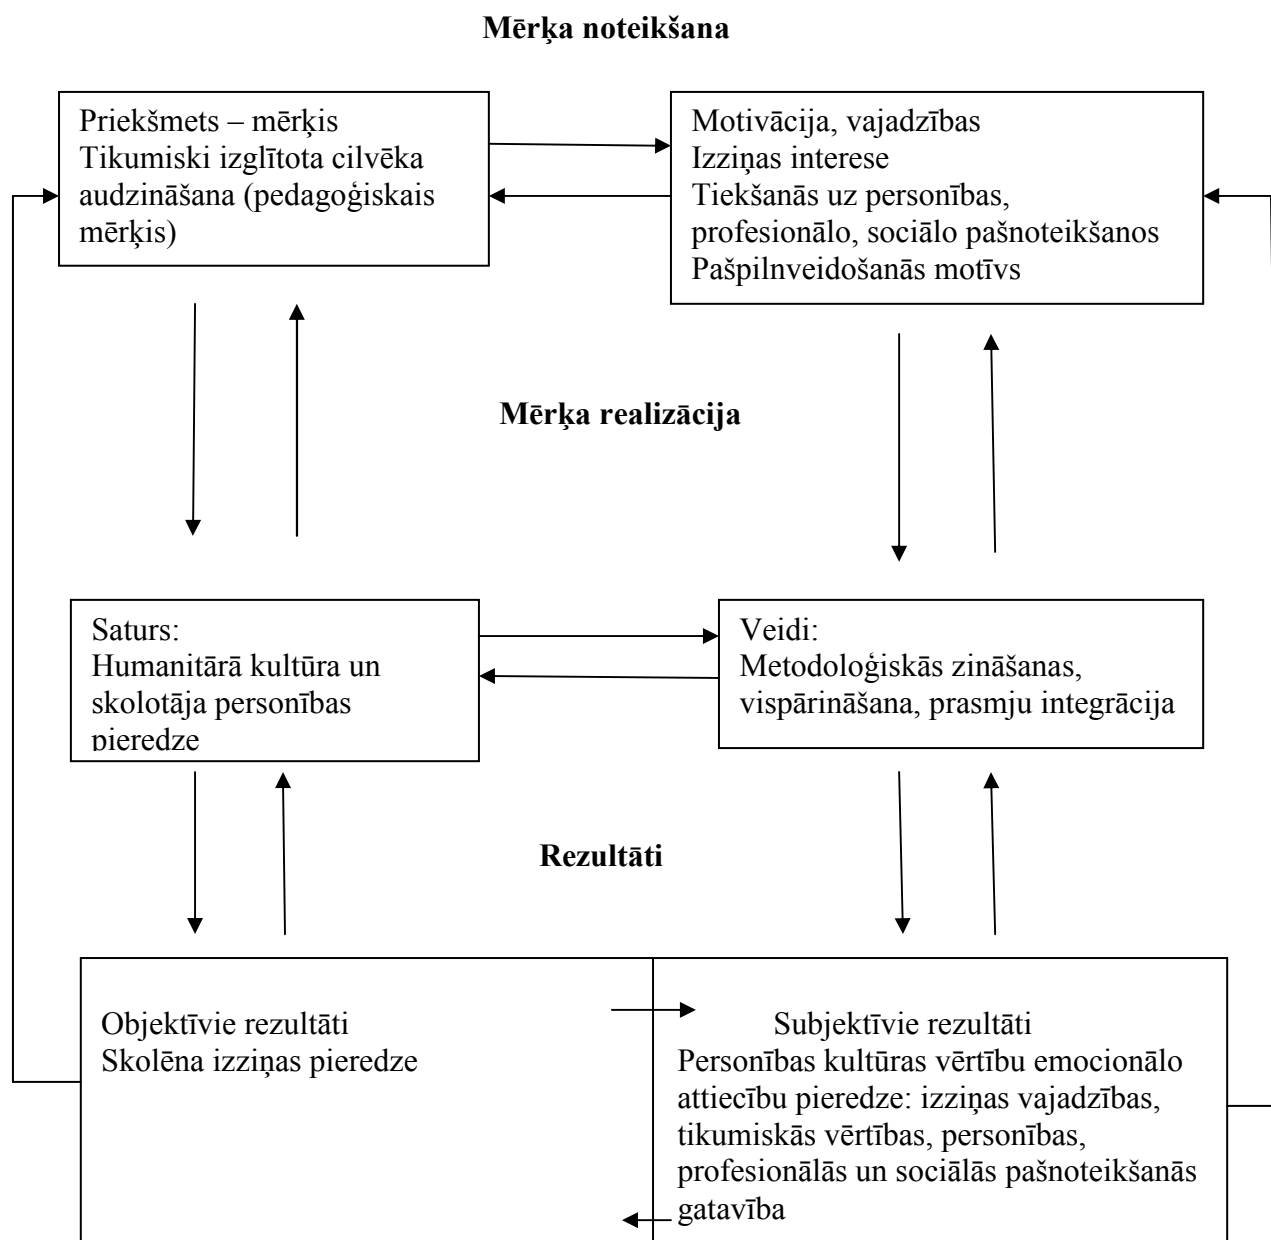 Mērķa noteikšana
Priekšmets – mērķis
Tikumiski izglītota cilvēka
audzināšana (pedagoģiskais
mērķis)
Motivācija, vajadzības
Izziņas interese
Tiekšanās uz personības,
profesionālo, sociālo pašnoteikšanos
Pašpilnveidošanās motīvs
Mērķa realizācija
Saturs:
Humanitārā kultūra un
skolotāja personības
pieredze
Veidi:
Metodoloģiskās zināšanas,
vispārināšana, prasmju integrācija
Rezultāti
Objektīvie rezultāti
Skolēna izziņas pieredze
Subjektīvie rezultāti
Personības kultūras vērtību emocionālo
attiecību pieredze: izziņas vajadzības,
tikumiskās vērtības, personības,
profesionālās un sociālās pašnoteikšanās
gatavība